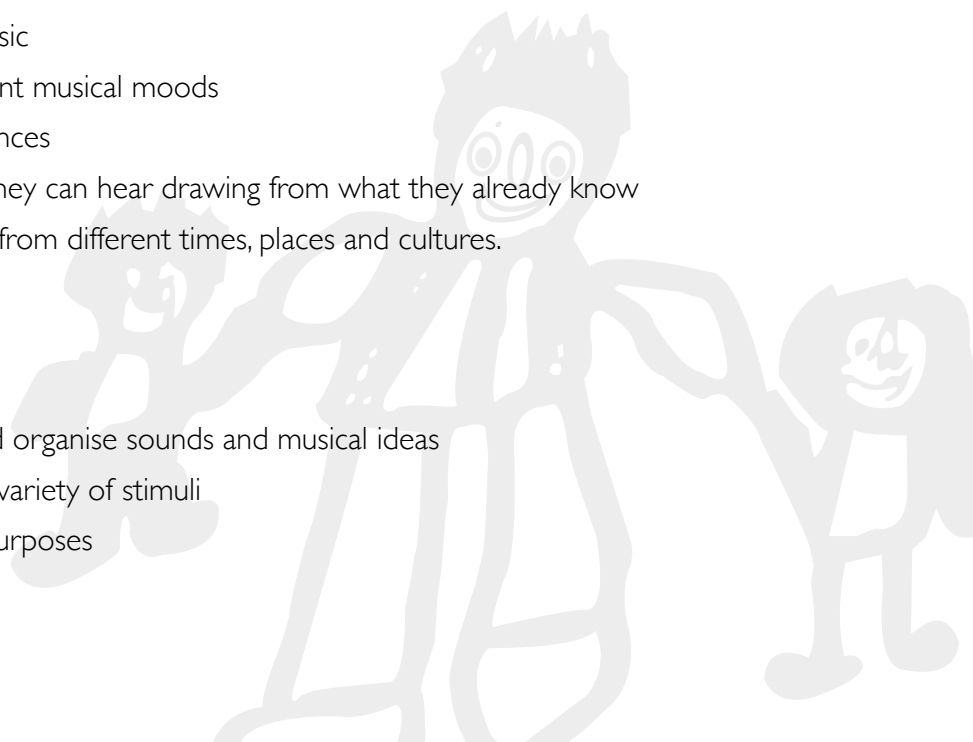 sic
nt musical moods
nces
ney can hear drawing from what they already know
from different times, places and cultures.
d organise sounds and musical ideas
variety of stimuli
urposes